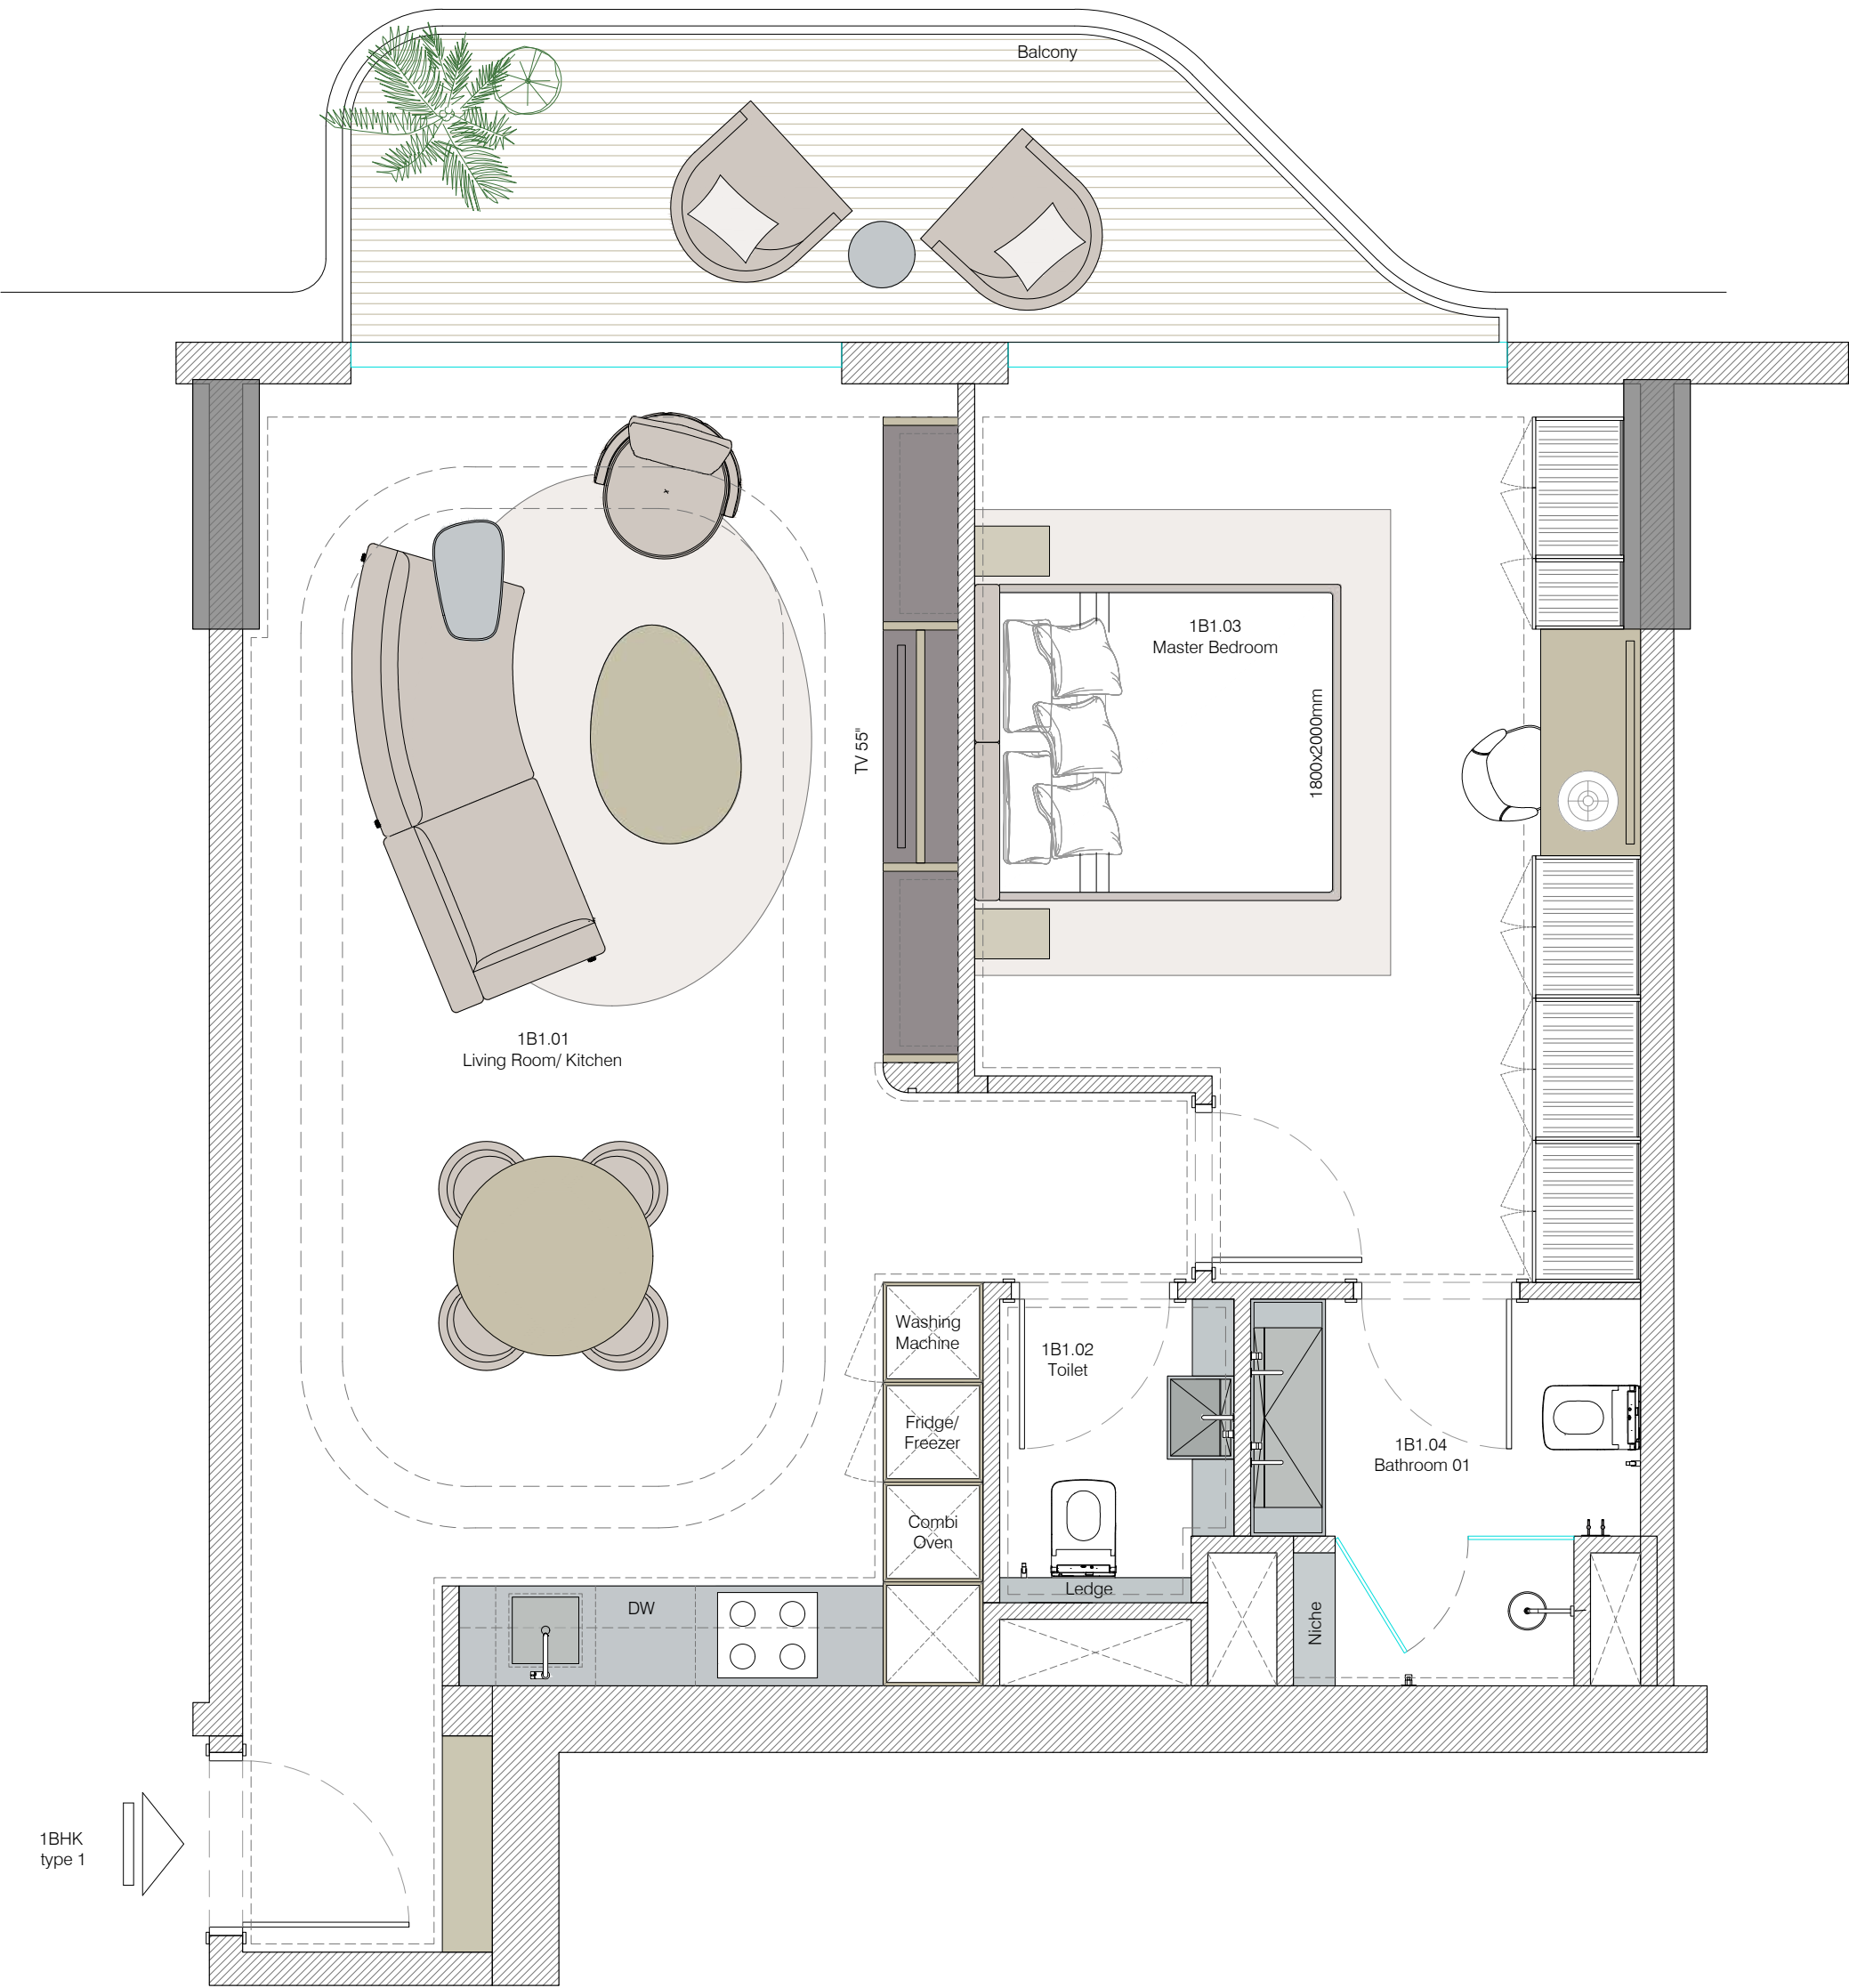 Balcony
1B1.03
Master Bedroom
1800x2000mm
TV 55"
1B1.01
Living Room/ Kitchen
Washing
Machine
1B1.02
Toilet
Fridge/
Freezer
1B1.04
Bathroom 01
Combi
Oven
Ledge
DW
Niche
1BHK
type 1